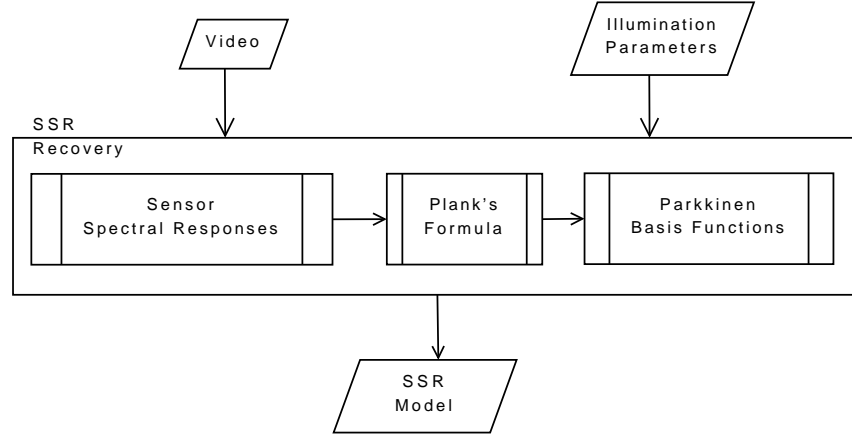 Video
Illumination
Parameters
SSR
Recovery
Sensor
Spectral Responses
Plank's
Formula
Parkkinen
Basis Functions
SSR
Model